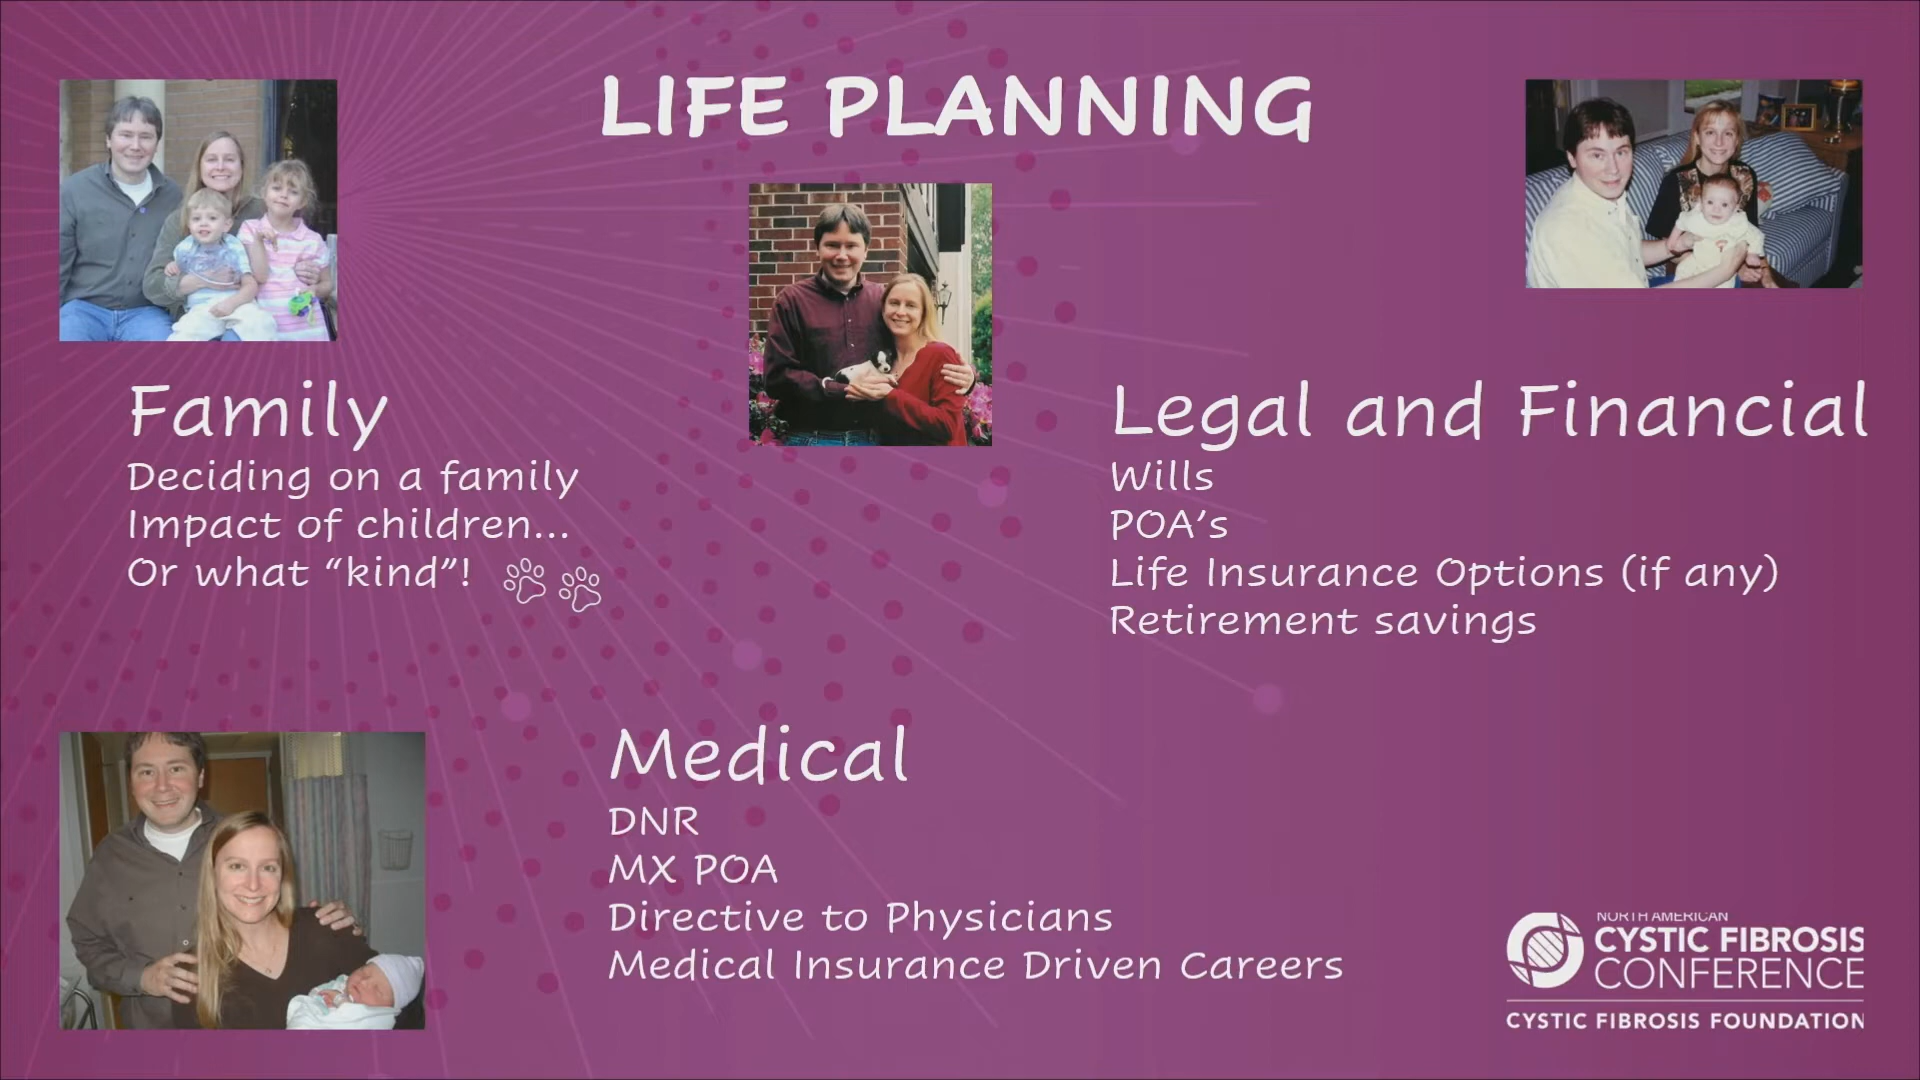 LIFE PLANNING
Family
Deciding on a family
Impact of children...
Or what “kind”!
Legal and Financial
Wills
POA’s
Life Insurance Options (if any)
Retirement savings
Medical
DNR
MX POA
Directive to Physicians
Medical Insurance Driven Careers
NORTH AMERICAN
CYSTIC FIBROSIS
CONFERENCE
CYSTIC FIBROSIS FOUNDATION